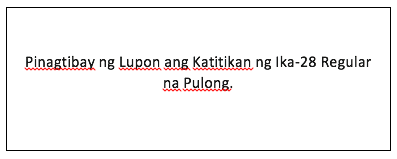 Pinagtibay ng Lupon ang Katitikan ng Ika-28 Regular
na Pulong.